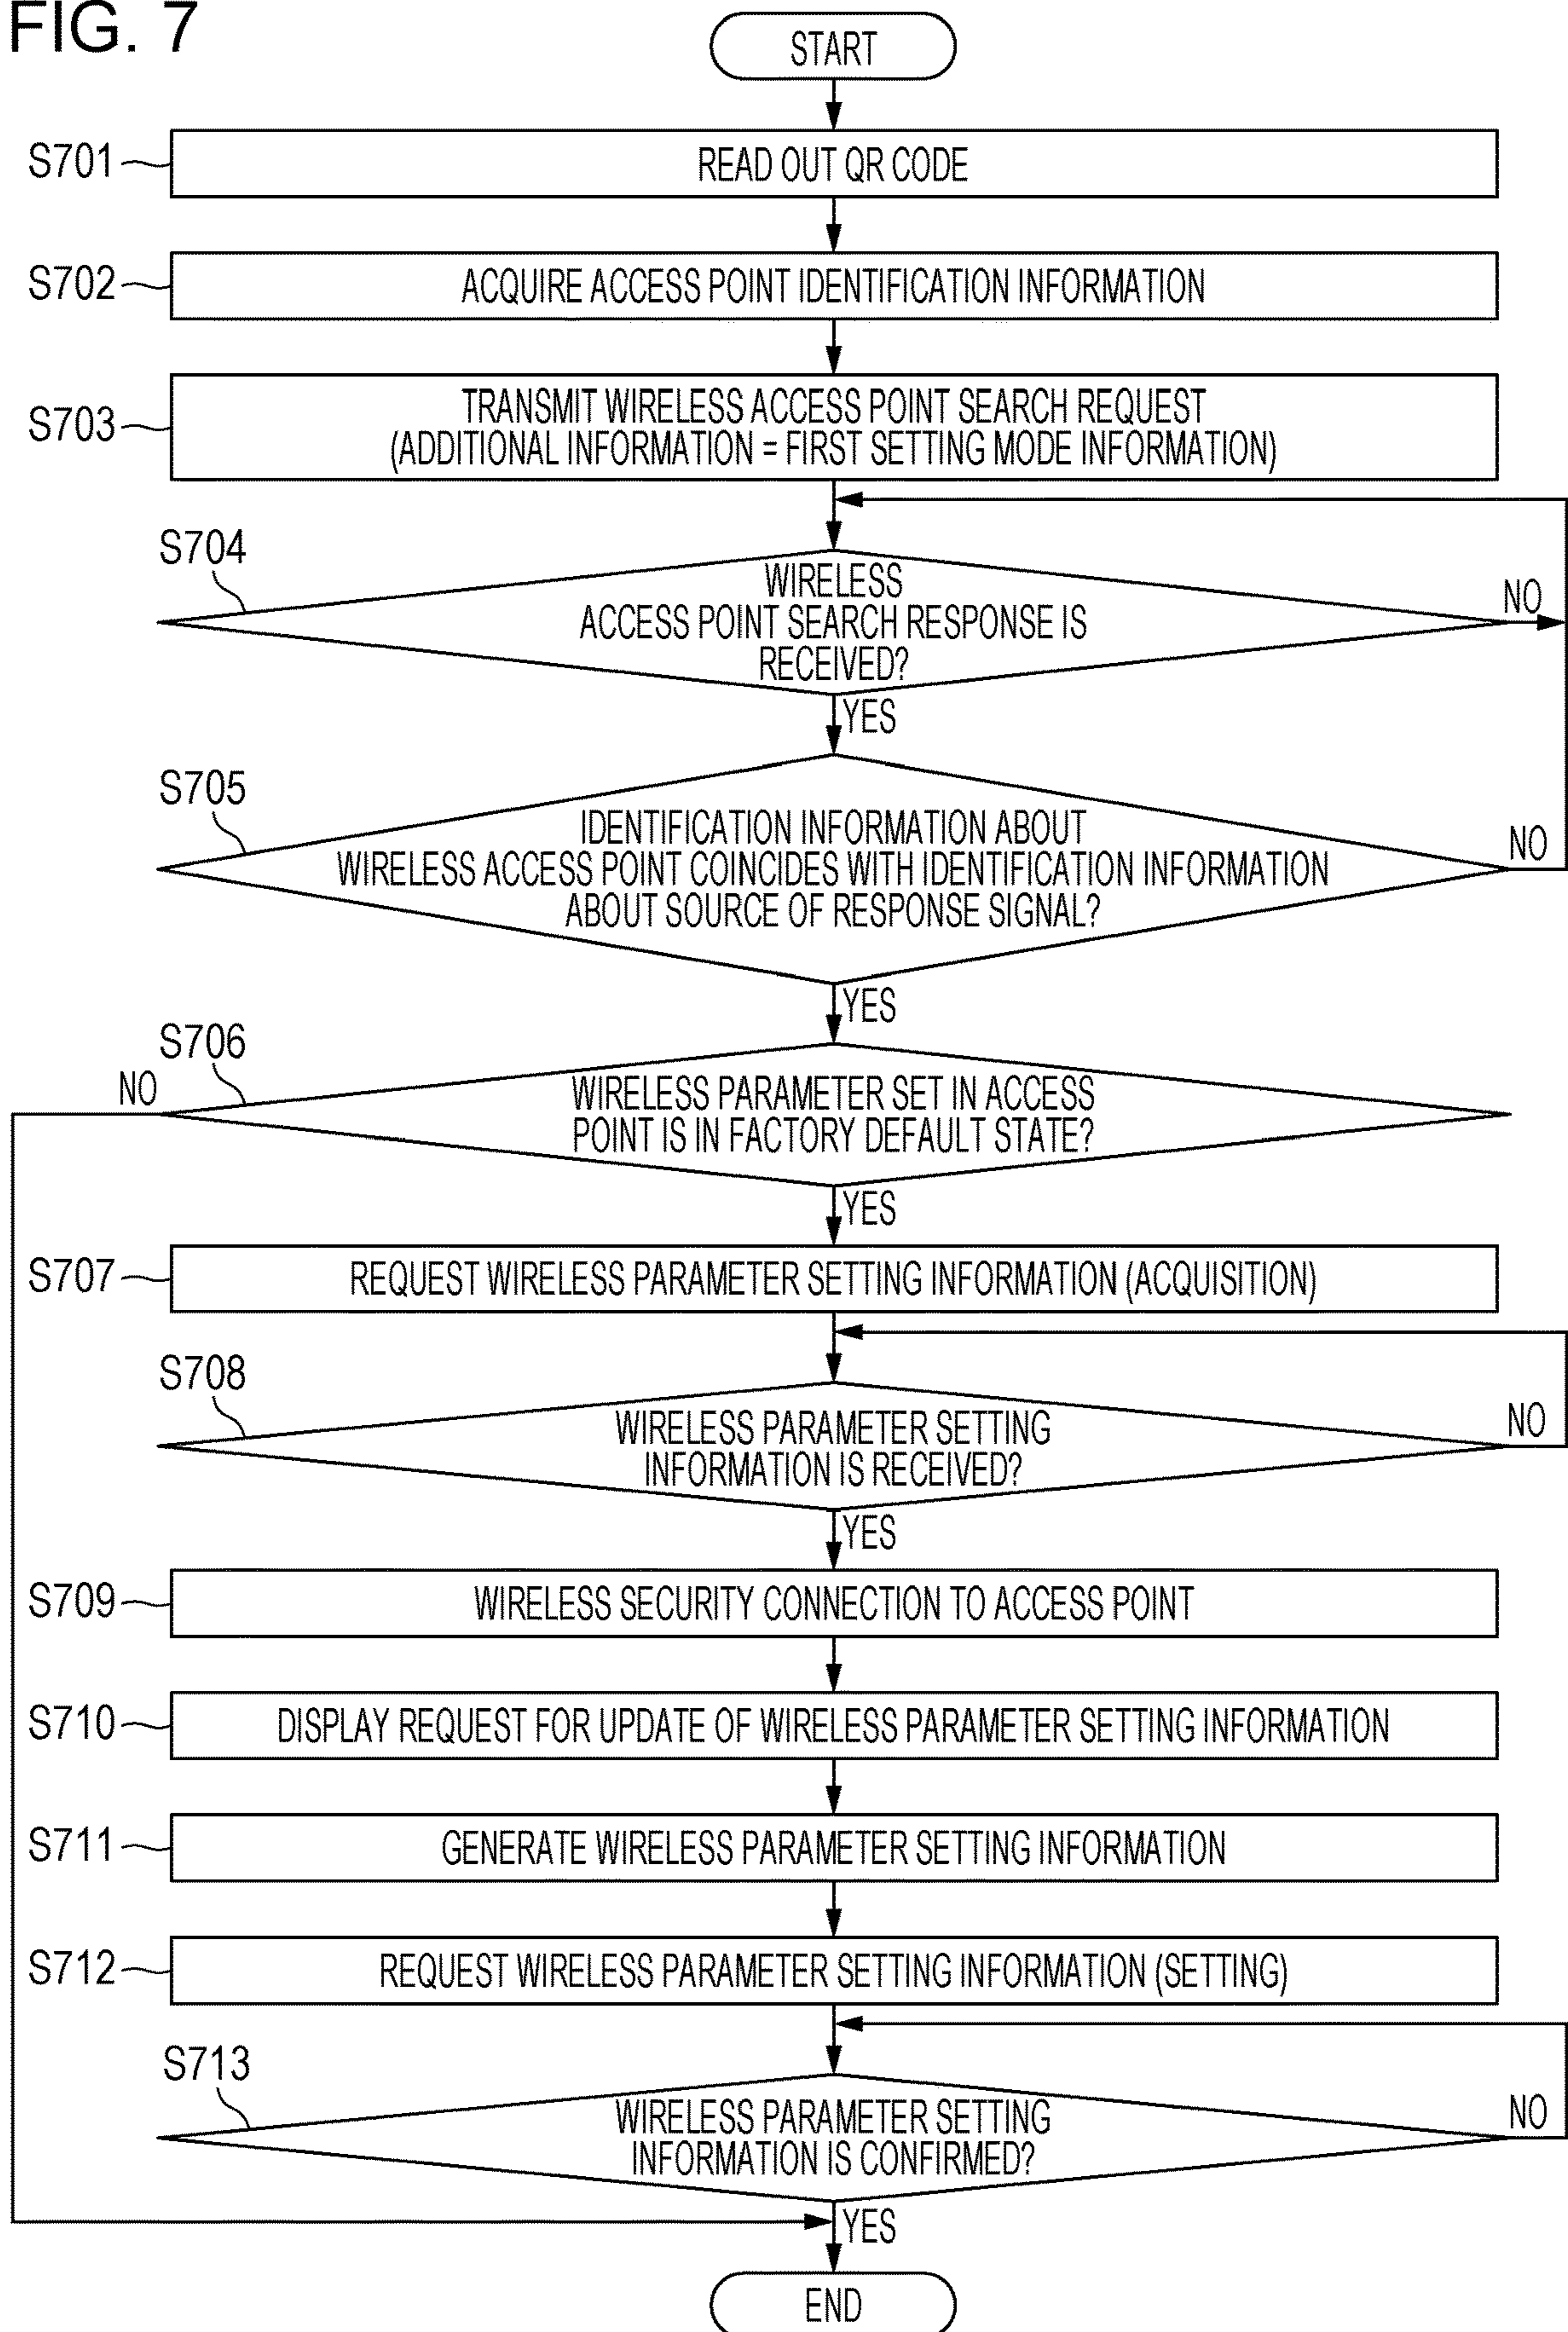 FIG. 7
START
S701
READ OUT QR CODE
S702
ACQUIRE ACCESS POINT IDENTIFICATION INFORMATION
S703
TRANSMIT WIRELESS ACCESS POINT SEARCH REQUEST
(ADDITIONAL INFORMATION = FIRST SETTING MODE INFORMATION)
S704
WIRELESS
ACCESS POINT SEARCH RESPONSE IS
RECEIVED?
NO
YES
S705
IDENTIFICATION INFORMATION ABOUT
WIRELESS ACCESS POINT COINCIDES WITH IDENTIFICATION INFORMATION
ABOUT SOURCE OF RESPONSE SIGNAL?
NO
YES
S706
NO
WIRELESS PARAMETER SET IN ACCESS
POINT IS IN FACTORY DEFAULT STATE?
YES
S707
REQUEST WIRELESS PARAMETER SETTING INFORMATION (ACQUISITION)
S708
WIRELESS PARAMETER SETTING
INFORMATION IS RECEIVED?
NO
YES
S709
WIRELESS SECURITY CONNECTION TO ACCESS POINT
S710
DISPLAY REQUEST FOR UPDATE OF WIRELESS PARAMETER SETTING INFORMATION
S711
GENERATE WIRELESS PARAMETER SETTING INFORMATION
S712
REQUEST WIRELESS PARAMETER SETTING INFORMATION (SETTING)
S713
WIRELESS PARAMETER SETTING
INFORMATION IS CONFIRMED?
NO
YES
END